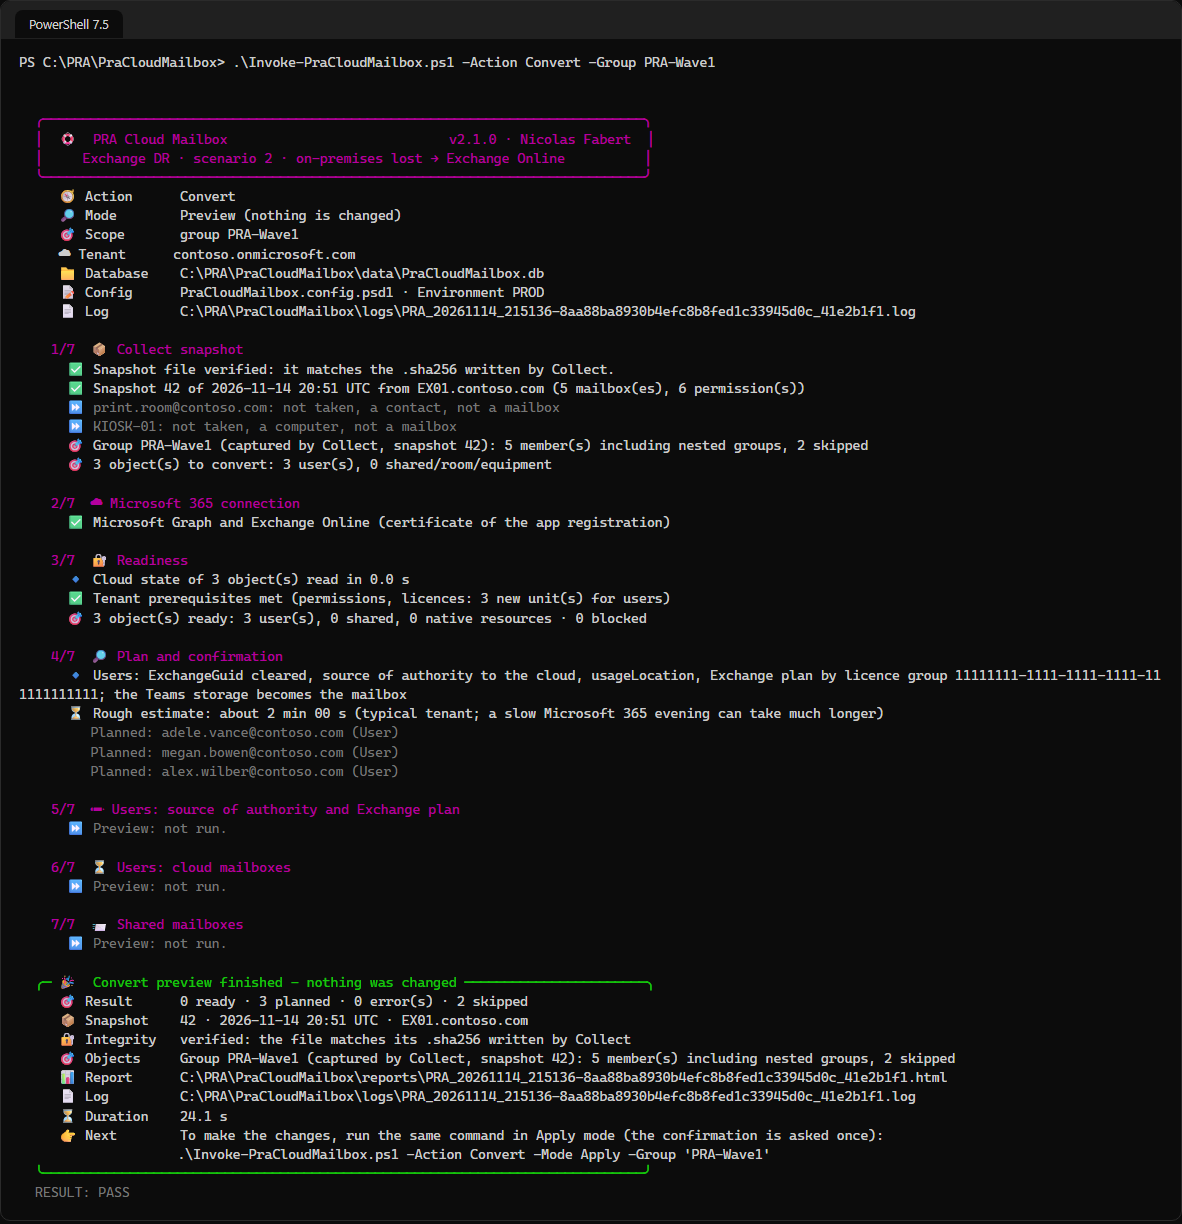 PowerShell 7.5
PS C:\PRA\PraCloudMailbox> .\Invoke-PraCloudMailbox.ps1 -Action Convert -Group PRA-Wave1
PRA Cloud Mailbox v2.1.0 · Nicolas Fabert
Exchange DR · scenario 2 · on-premises lost → Exchange Online
Action Convert
Mode Preview (nothing is changed)
Scope group PRA-Wave1
Tenant contoso.onmicrosoft.com
Database C:\PRA\PraCloudMailbox\data\PraCloudMailbox.db
Config PraCloudMailbox.config.psd1 · Environment PROD
Log C:\PRA\PraCloudMailbox\logs\PRA_20261114_215136-8aa88ba8930b4efc8b8fed1c33945d0c_41e2b1f1.log
1/7 Collect snapshot
Snapshot file verified: it matches the .sha256 written by Collect.
Snapshot 42 of 2026-11-14 20:51 UTC from EX01.contoso.com (5 mailbox(es), 6 permission(s))
print.room@contoso.com: not taken, a contact, not a mailbox
KIOSK-01: not taken, a computer, not a mailbox
Group PRA-Wave1 (captured by Collect, snapshot 42): 5 member(s) including nested groups, 2 skipped
3 object(s) to convert: 3 user(s), 0 shared/room/equipment
2/7 Microsoft 365 connection
Microsoft Graph and Exchange Online (certificate of the app registration)
3/7 Readiness
Cloud state of 3 object(s) read in 0.0 s
Tenant prerequisites met (permissions, licences: 3 new unit(s) for users)
3 object(s) ready: 3 user(s), 0 shared, 0 native resources · 0 blocked
4/7 Plan and confirmation
Users: ExchangeGuid cleared, source of authority to the cloud, usageLocation, Exchange plan by licence group 11111111-1111-1111-1111-11
1111111111; the Teams storage becomes the mailbox
Rough estimate: about 2 min 00 s (typical tenant; a slow Microsoft 365 evening can take much longer)
Planned: adele.vance@contoso.com (User)
Planned: megan.bowen@contoso.com (User)
Planned: alex.wilber@contoso.com (User)
5/7 Users: source of authority and Exchange plan
Preview: not run.
6/7 Users: cloud mailboxes
Preview: not run.
7/7 Shared mailboxes
Preview: not run.
Convert preview finished — nothing was changed
Result 0 ready · 3 planned · 0 error(s) · 2 skipped
Snapshot 42 · 2026-11-14 20:51 UTC · EX01.contoso.com
Integrity verified: the file matches its .sha256 written by Collect
Objects Group PRA-Wave1 (captured by Collect, snapshot 42): 5 member(s) including nested groups, 2 skipped
Report C:\PRA\PraCloudMailbox\reports\PRA_20261114_215136-8aa88ba8930b4efc8b8fed1c33945d0c_41e2b1f1.html
Log C:\PRA\PraCloudMailbox\logs\PRA_20261114_215136-8aa88ba8930b4efc8b8fed1c33945d0c_41e2b1f1.log
Duration 24.1 s
Next To make the changes, run the same command in Apply mode (the confirmation is asked once):
.\Invoke-PraCloudMailbox.ps1 -Action Convert -Mode Apply -Group 'PRA-Wave1'
RESULT: PASS